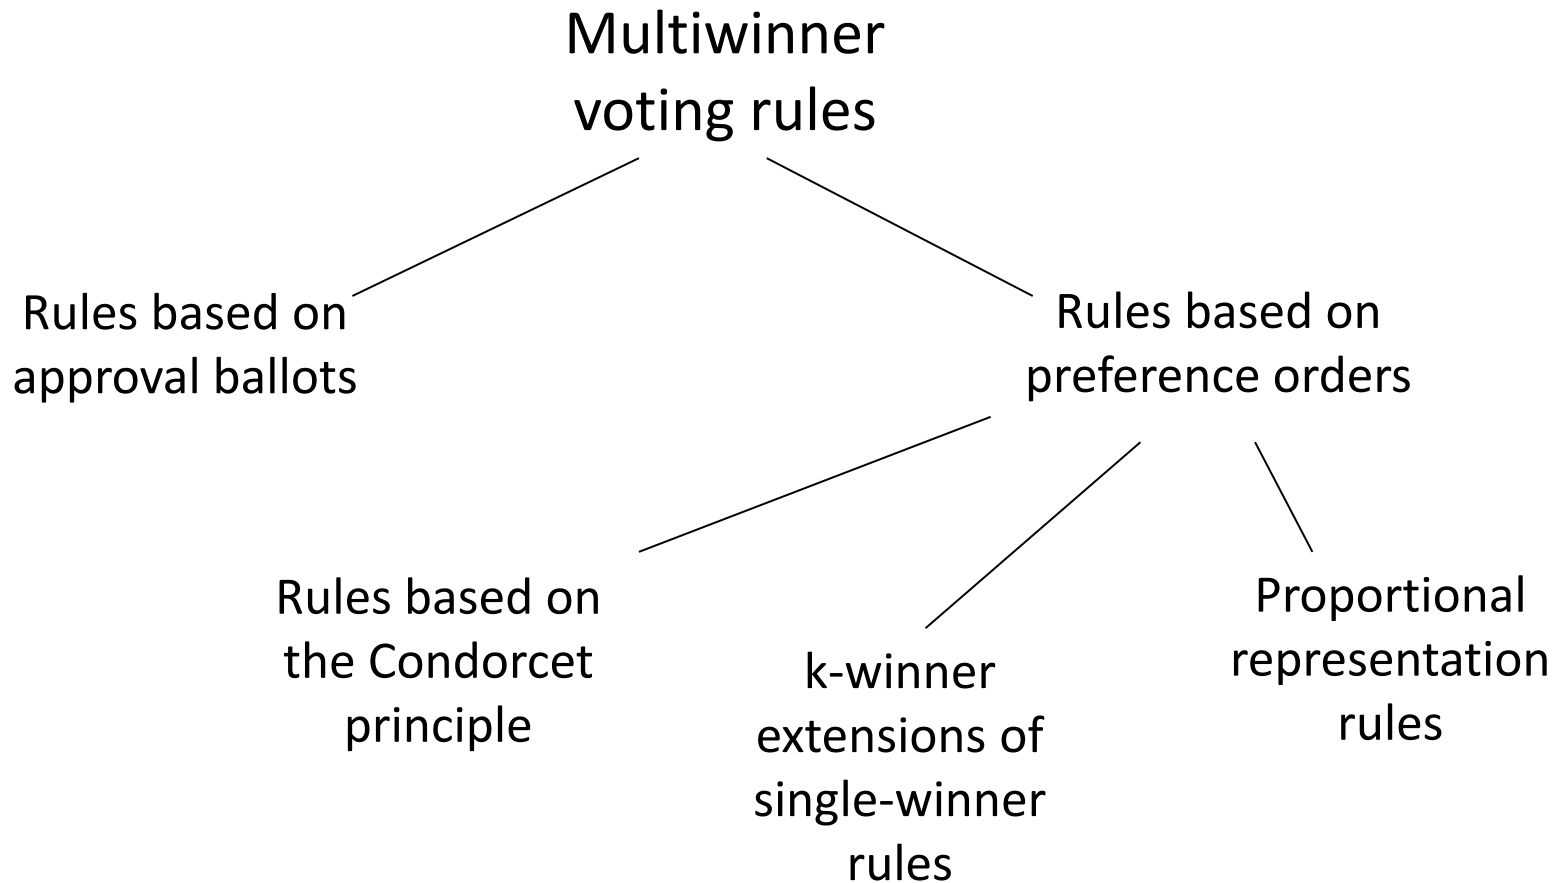 Multiwinner
voting rules
Rules based on
approval ballots
Rules based on
preference orders
Rules based on
the Condorcet
principle
k-winner
extensions of
single-winner
rules
Proportional
representation
rules